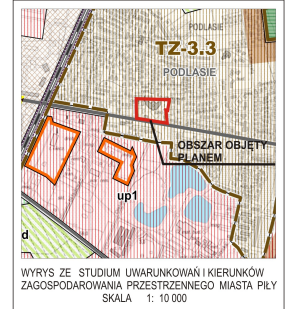 PODLASIE
TZ-3.3
PODLASIE
OBSZAR OBJĘTY
PLANEM
up1
d
WYRYS ZE STUDIUM UWARUNKOWAŃ I KIERUNKÓW
ZAGOSPODAROWANIA PRZESTRZENNEGO MIASTA PIŁY
SKALA 1: 10 000